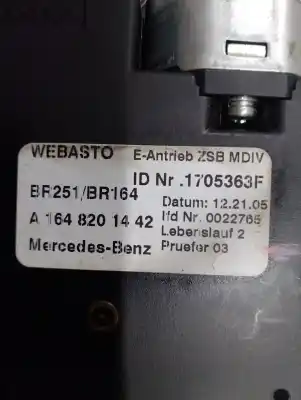 WEBASTO E-Antrieb ZSB MDIV
ID Nr .1705363F
BR251/BR164 Datum: 12.21.05
A 164 820 14 42 lfd Nr. 0022765
Lebenslauf 2
Mercedes-Benz Pruefer 03